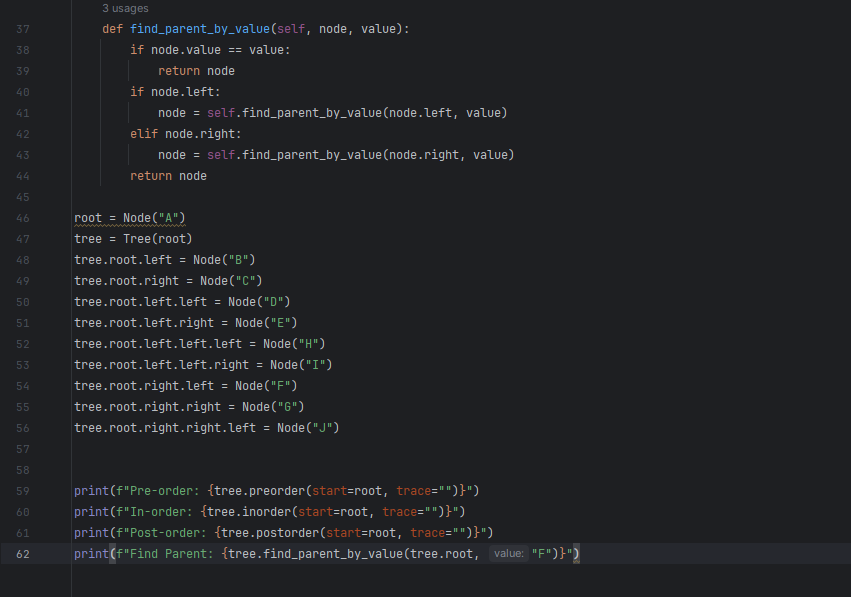 3 usages
37 def find_parent_by_value(self, node, value):
38 if node.value == value:
39 return node
40 if node.left:
41 node = self.find_parent_by_value(node.left, value)
42 elif node.right:
43 node = self.find_parent_by_value(node.right, value)
44 return node
45
46 root = Node("A")
47 tree = Tree(root)
48 tree.root.left = Node("B")
49 tree.root.right = Node("C")
50 tree.root.left.left = Node("D")
51 tree.root.left.right = Node("E")
52 tree.root.left.left.left = Node("H")
53 tree.root.left.left.right = Node("I")
54 tree.root.right.left = Node("F")
55 tree.root.right.right = Node("G")
56 tree.root.right.right.left = Node("J")
57
58
59 print(f"Pre-order: {tree.preorder(start=root, trace="")}")
60 print(f"In-order: {tree.inorder(start=root, trace="")}")
61 print(f"Post-order: {tree.postorder(start=root, trace="")}")
62 print(f"Find Parent: {tree.find_parent_by_value(tree.root, value: "F")}")